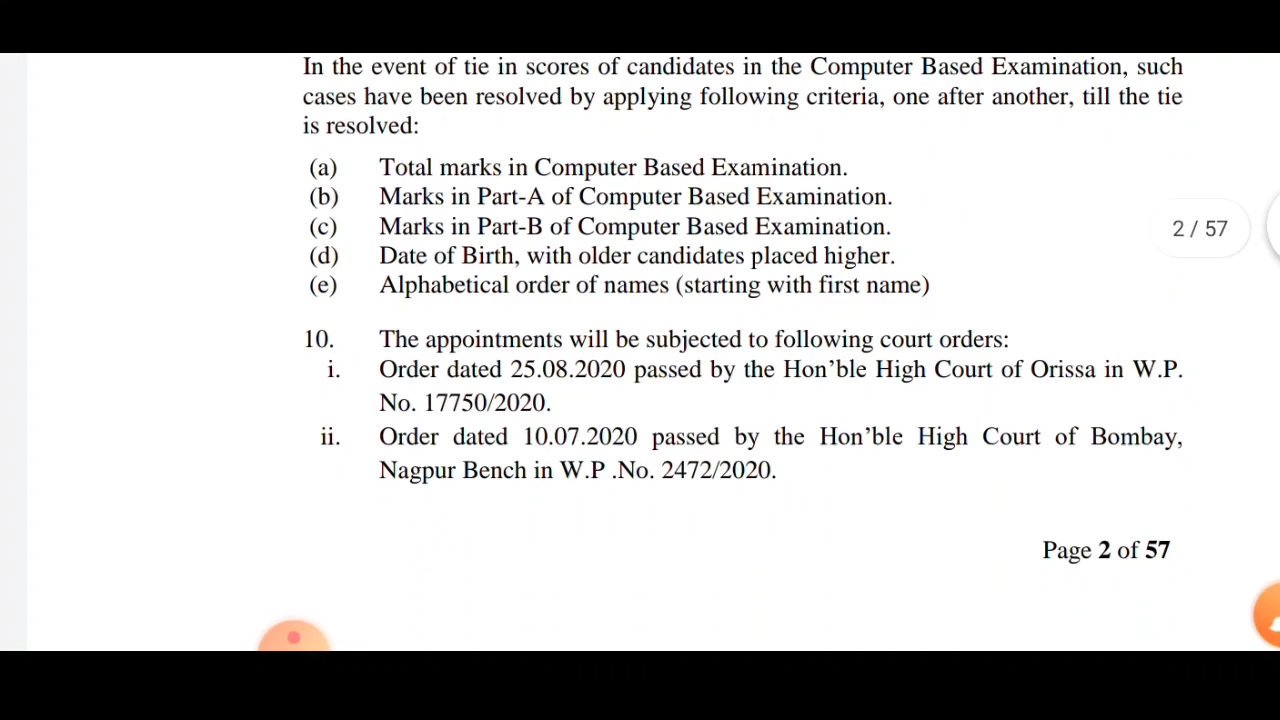 In the event of tie in scores of candidates in the Computer Based Examination, such
cases have been resolved by applying following criteria, one after another, till the tie
is resolved:
(a) Total marks in Computer Based Examination.
(b) Marks in Part-A of Computer Based Examination.
(c) Marks in Part-B of Computer Based Examination.
2 / 57
(d) Date of Birth, with older candidates placed higher.
(e) Alphabetical order of names (starting with first name)
10. The appointments will be subjected to following court orders:
i. Order dated 25.08.2020 passed by the Hon’ble High Court of Orissa in W.P.
No. 17750/2020.
ii. Order dated 10.07.2020 passed by the Hon’ble High Court of Bombay,
Nagpur Bench in W.P .No. 2472/2020.
Page 2 of 57